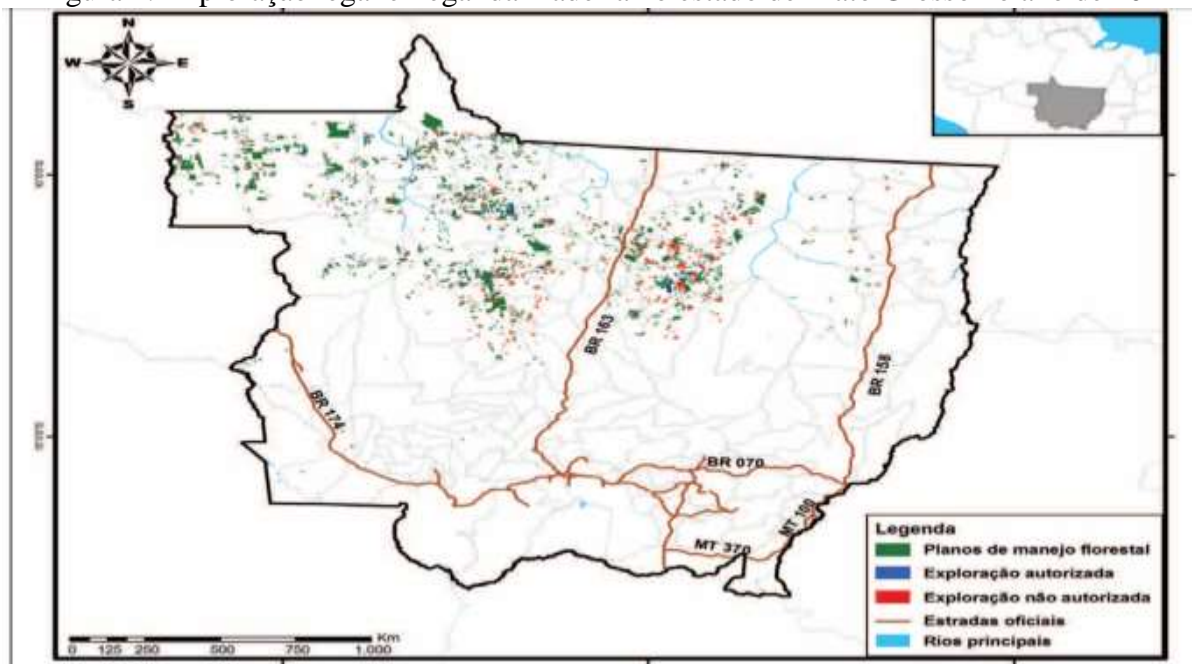 N
W E
S
BR 163
BR 158
BR 174
BR 070
MT 100
MT 370
Legenda
Planos de manejo florestal
Exploração autorizada
Exploração não autorizada
Estradas oficiais
Rios principais
Km
0 125 250 500 750 1.000